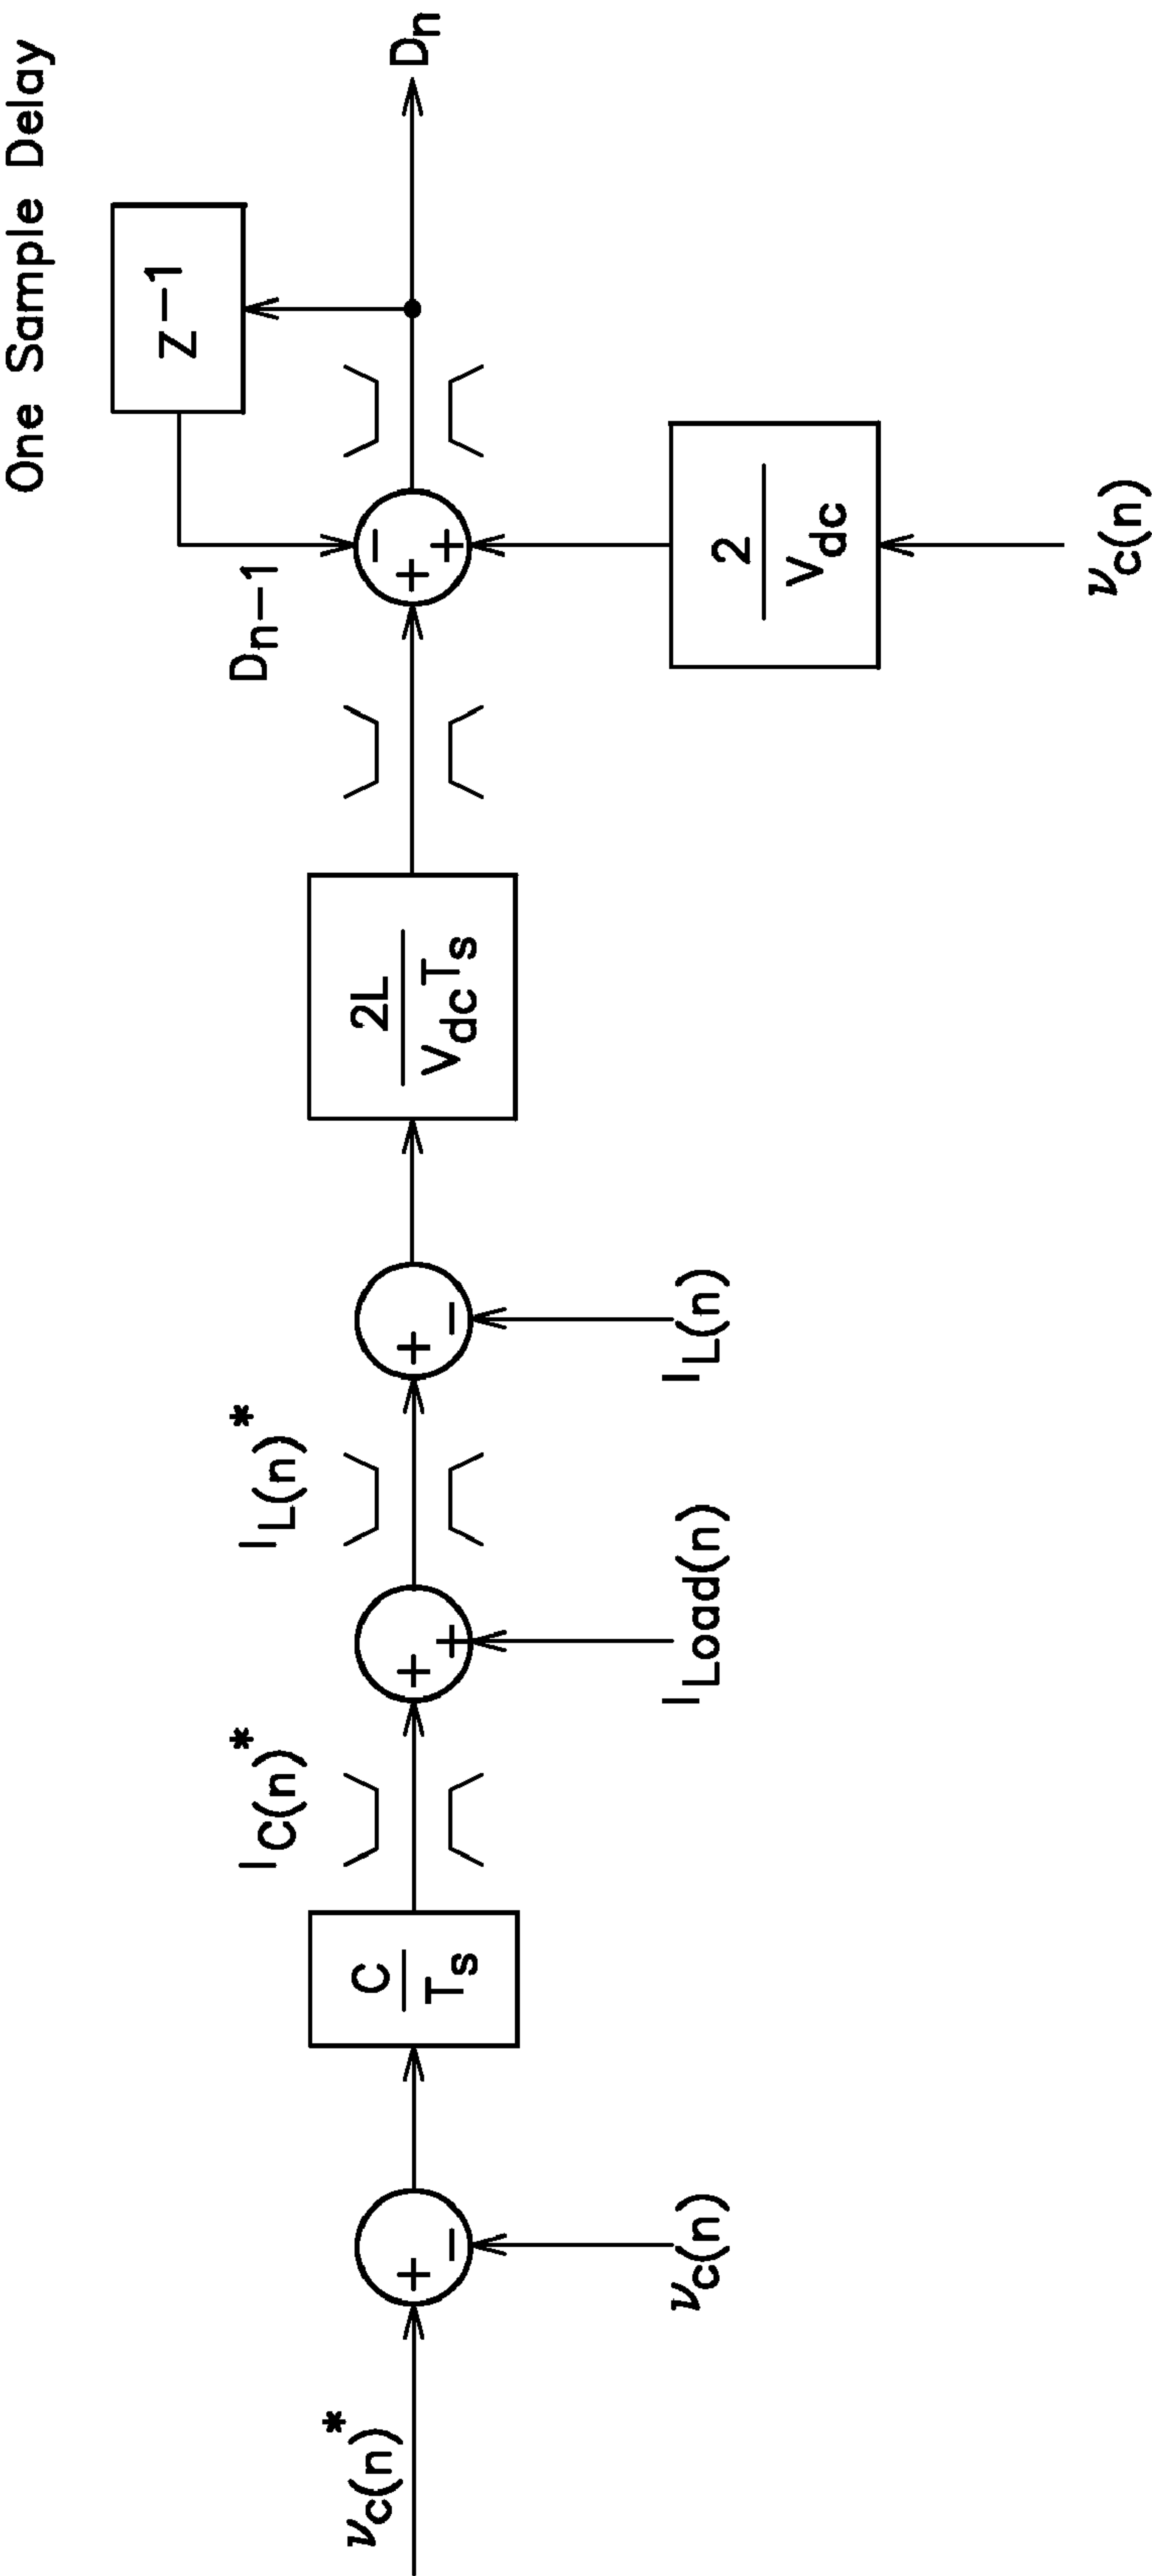 One Sample Delay
Z−1
Dn−1
Dn
IC(n)*
IL(n)*
νc(n)*
+
−
C
Ts
+
+
+
−
2L
VdcTs
+
−
+
νc(n)
ILoad(n)
IL(n)
2
Vdc
νc(n)